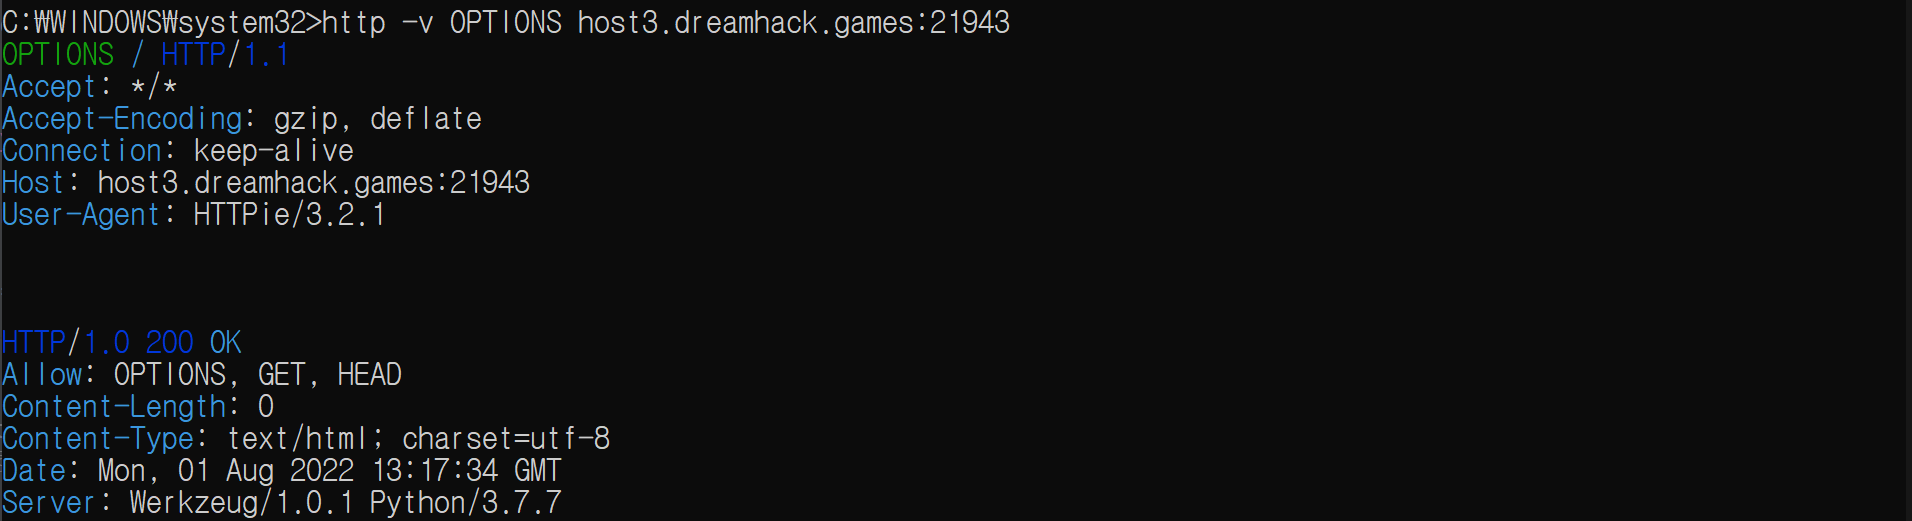 C:₩WINDOWS₩system32>http -v OPTIONS host3.dreamhack.games:21943
OPTIONS / HTTP/1.1
Accept: */*
Accept-Encoding: gzip, deflate
Connection: keep-alive
Host: host3.dreamhack.games:21943
User-Agent: HTTPie/3.2.1
HTTP/1.0 200 OK
Allow: OPTIONS, GET, HEAD
Content-Length: 0
Content-Type: text/html; charset=utf-8
Date: Mon, 01 Aug 2022 13:17:34 GMT
Server: Werkzeug/1.0.1 Python/3.7.7